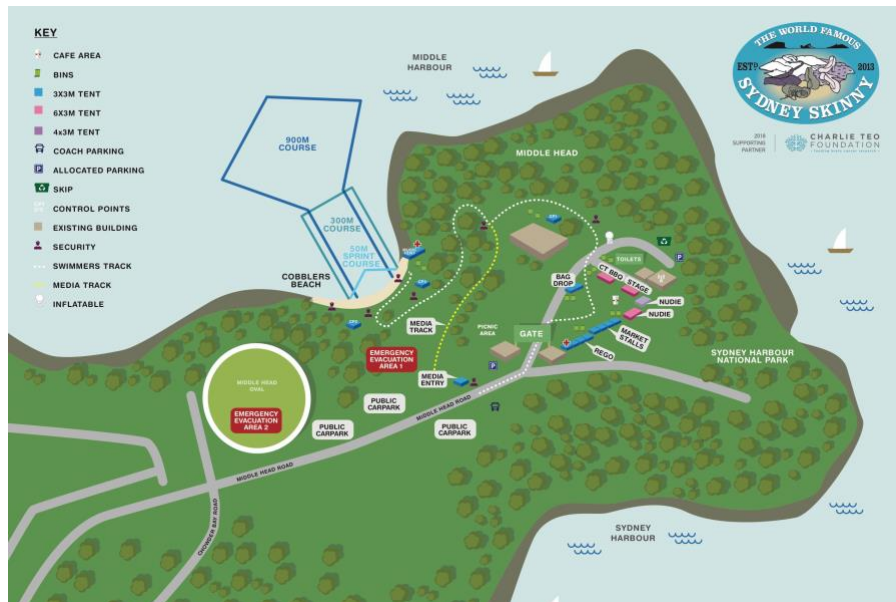 KEY
CAFE AREA
BINS
3X3M TENT
6X3M TENT
4x3M TENT
COACH PARKING
P
ALLOCATED PARKING
SKIP
CONTROL POINTS
EXISTING BUILDING
SECURITY
SWIMMERS TRACK
MEDIA TRACK
INFLATABLE
MIDDLE
HARBOUR
THE WORLD FAMOUS
ESTD.
2013
SYDNEY SKINNY
2018
SUPPORTING
PARTNER
CHARLIE TEO
FOUNDATION
900M
COURSE
300M
COURSE
50M
SPRINT
COURSE
COBBLERS
BEACH
MIDDLE HEAD
TOILETS
P
BAG
DROP
CT BBQ
STAGE
NUDIE
NUDIE
MEDIA
TRACK
PICNIC
AREA
GATE
MARKET
STALLS
REGO
SYDNEY HARBOUR
NATIONAL PARK
EMERGENCY
EVACUATION
AREA 1
P
MEDIA
ENTRY
MIDDLE HEAD
OVAL
EMERGENCY
EVACUATION
AREA 2
PUBLIC
CARPARK
PUBLIC
CARPARK
PUBLIC
CARPARK
MIDDLE HEAD ROAD
MIDDLE HEAD ROAD
CHOWDER BAY ROAD
SYDNEY
HARBOUR